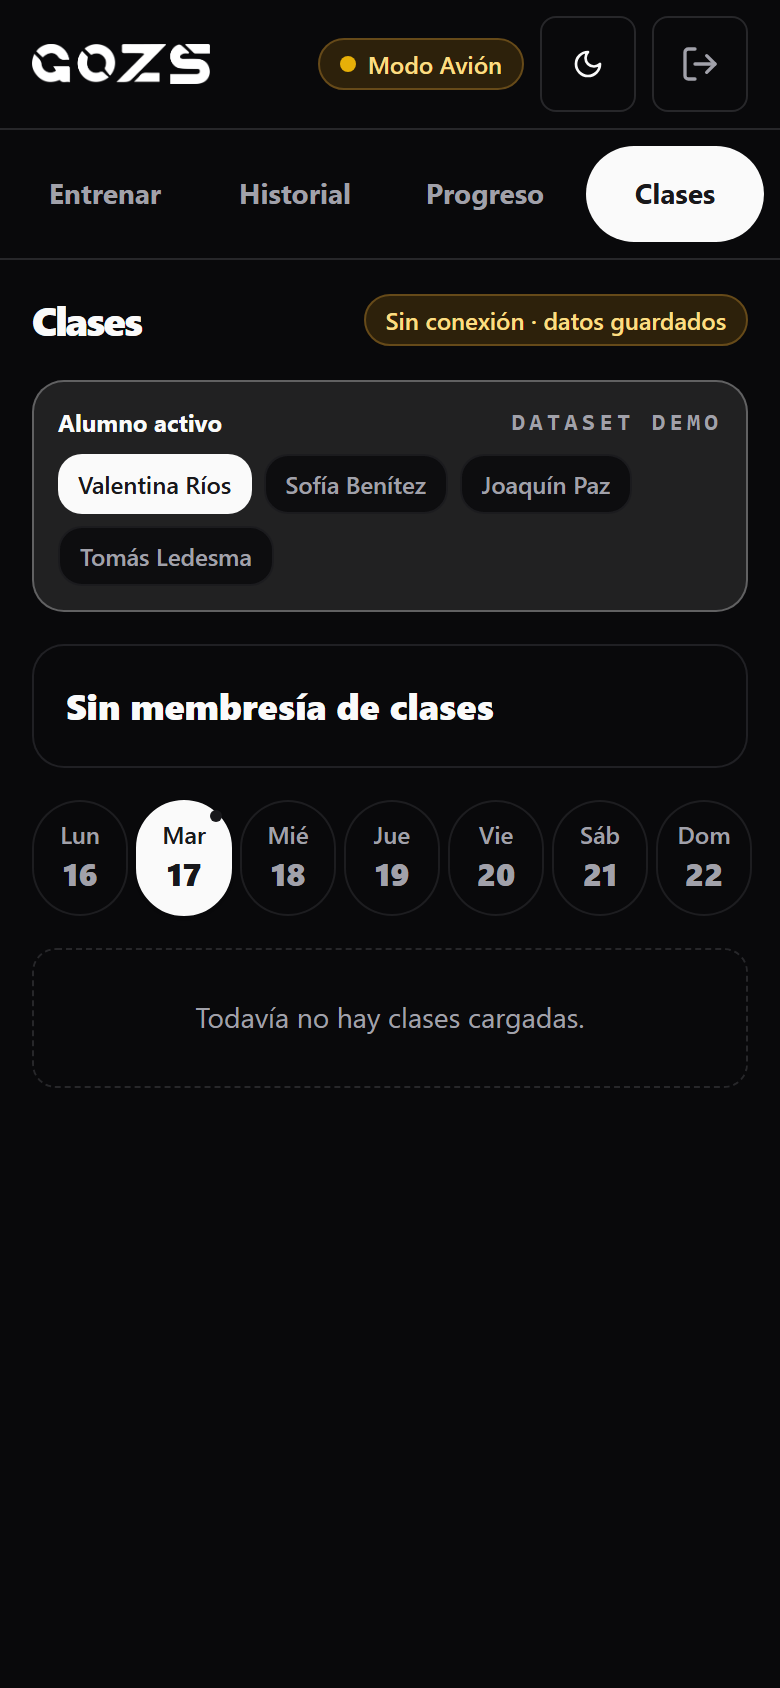 GOZS
Modo Avión
Entrenar Historial Progreso Clases
Clases
Sin conexión · datos guardados
Alumno activo
DATASET DEMO
Valentina Ríos Sofía Benítez Joaquín Paz
Tomás Ledesma
Sin membresía de clases
Lun Mar Mié Jue Vie Sáb Dom
16 17 18 19 20 21 22
Todavía no hay clases cargadas.